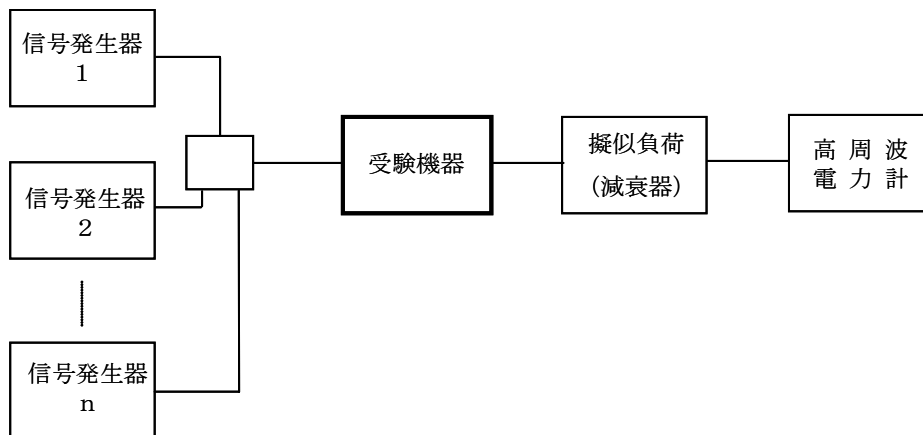 信号発生器
1
信号発生器
2
信号発生器
n
受験機器
擬似負荷
(減衰器)
高周波
電力計